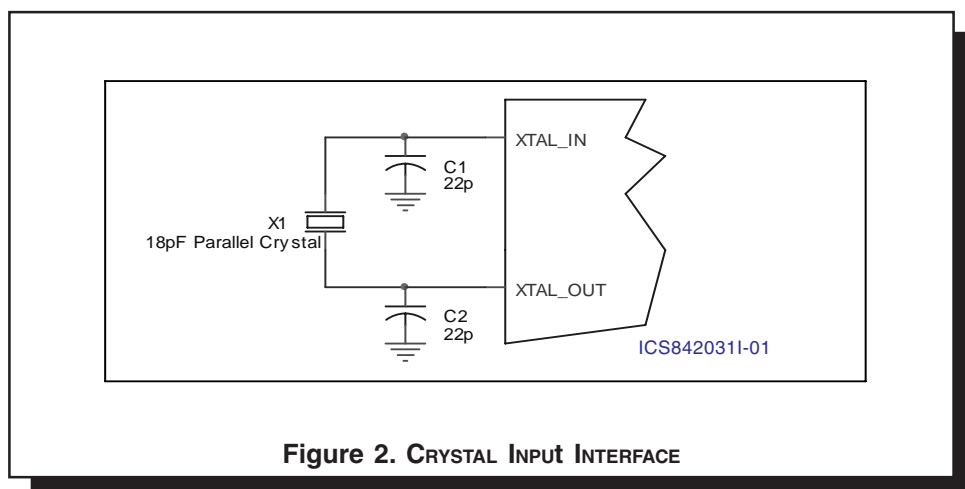 XTAL_IN
C1
22p
X1
18pF Parallel Crystal
XTAL_OUT
C2
22p
ICS842031I-01
Figure 2. CRYSTAL INPUt INTERFACE